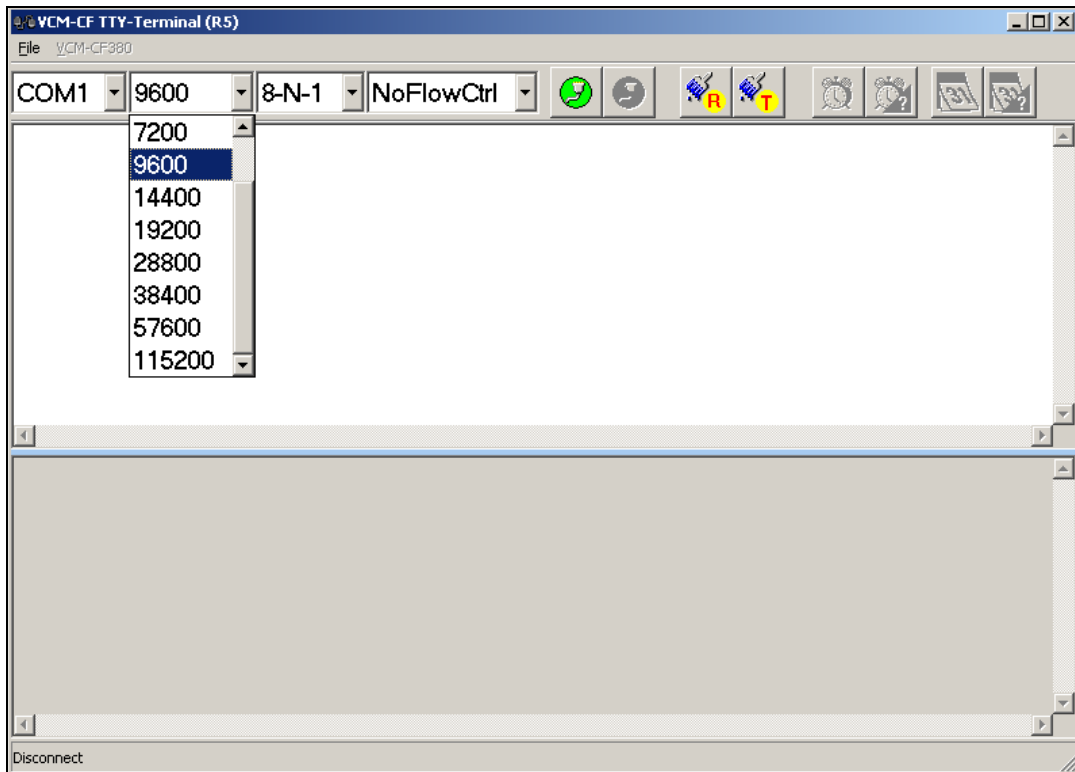 VCM-CF TTY-Terminal (R5)
File VCM-CF380
COM1 9600 8-N-1 NoFlowCtrl R T ? 31 ?
7200
9600
14400
19200
28800
38400
57600
115200
Disconnect